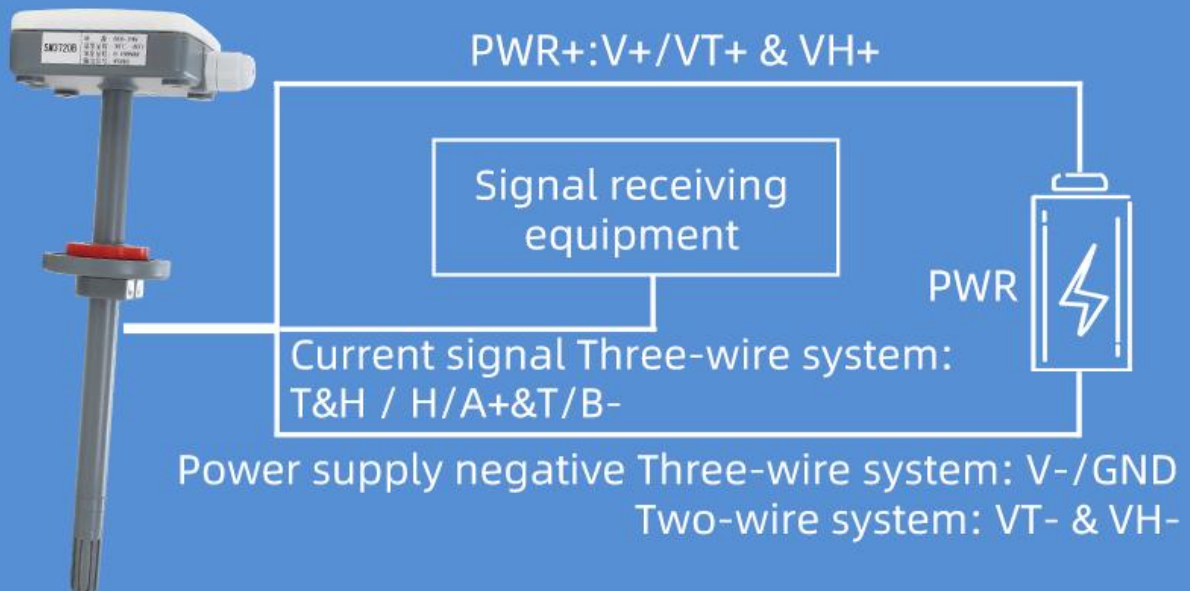 SM3720B
PWR+:V+/VT+ & VH+
Signal receiving
equipment
PWR
Current signal Three-wire system:
T&H / H/A+&T/B-
Power supply negative Three-wire system: V-/GND
Two-wire system: VT- & VH-